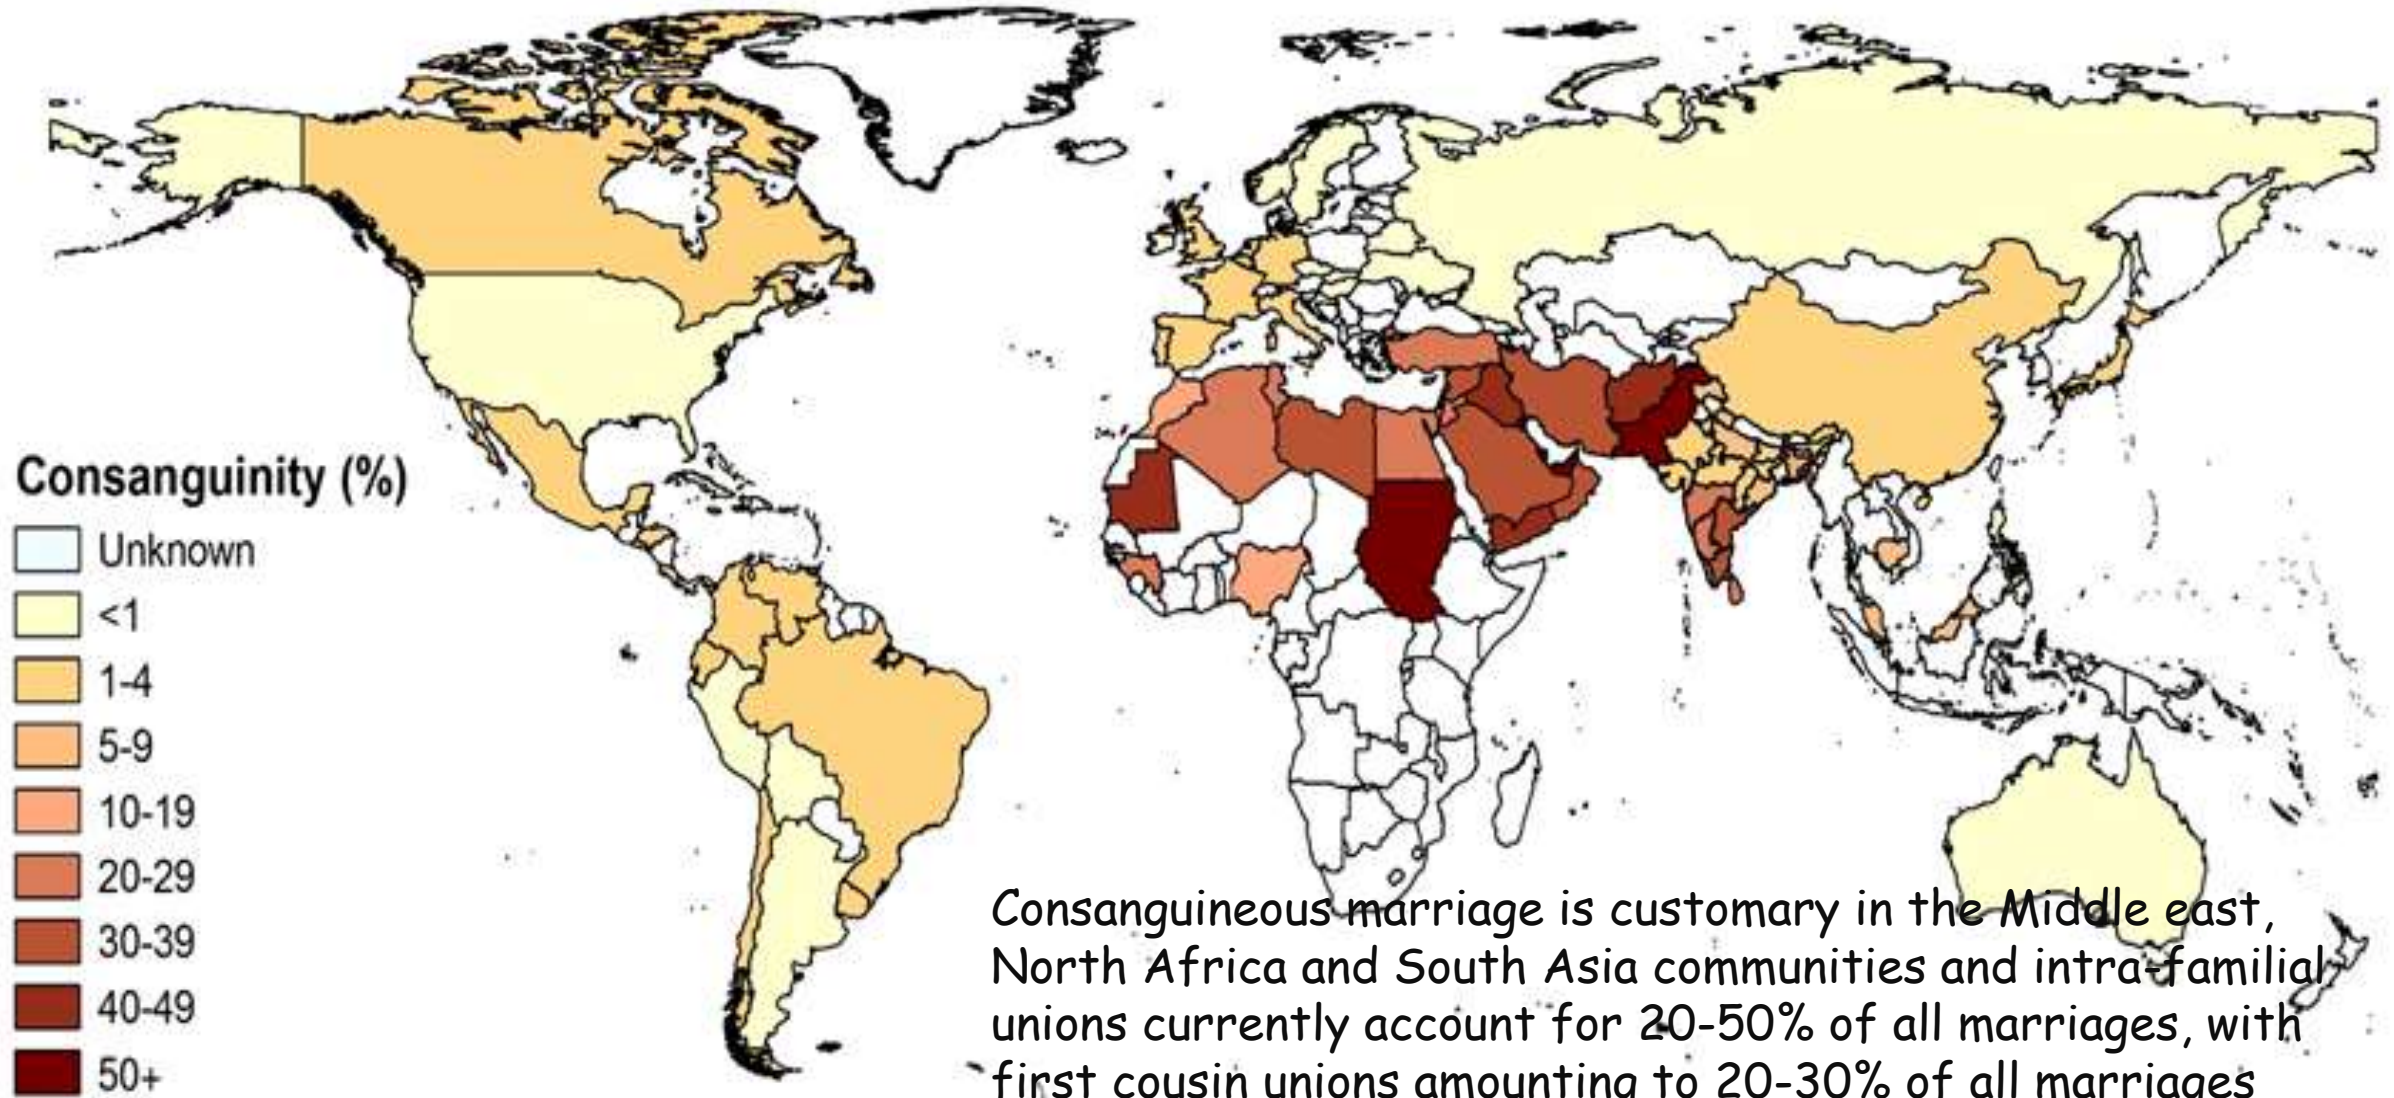 Consanguinity (%)
Unknown
<1
1-4
5-9
10-19
20-29
30-39
40-49
50+
Consanguineous marriage is customary in the Middle east,
North Africa and South Asia communities and intra-familial
unions currently account for 20-50% of all marriages, with
first cousin unions amounting to 20-30% of all marriages